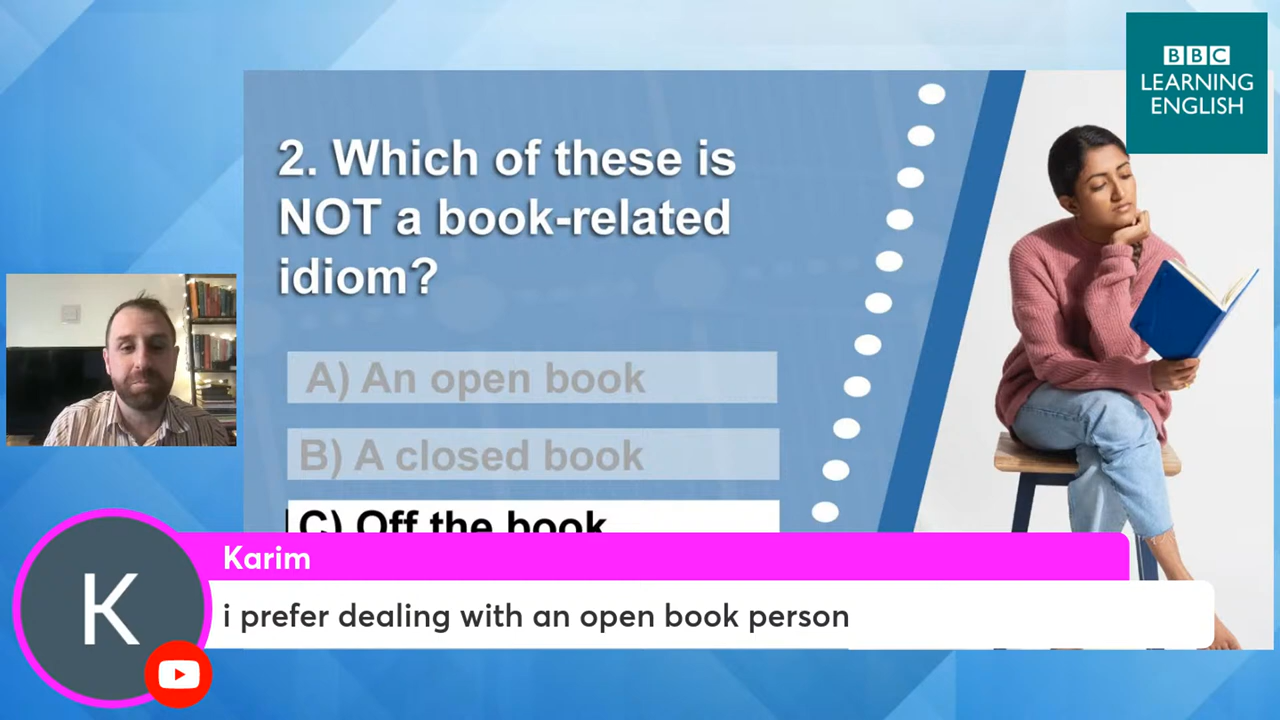 BBC
LEARNING
ENGLISH
2. Which of these is
NOT a book-related
idiom?
A) An open book
B) A closed book
C) Off the book
Karim
K
i prefer dealing with an open book person